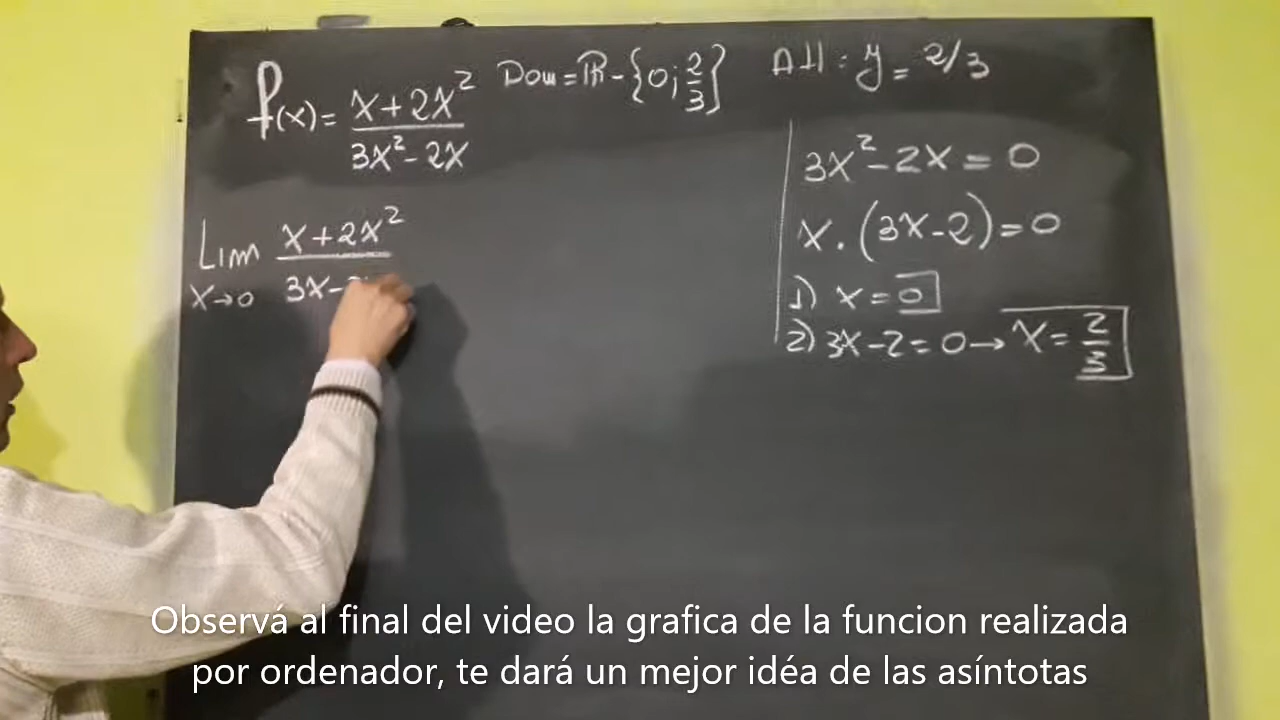 f(x) = x+2x² / 3x²-2x
Dom = ℝ - {0; 2/3}
AH: y = 2/3
Lim x→0 x+2x² / 3x-
3x²-2x=0
x.(3x-2)=0
1) x = 0
2) 3x-2=0 → x = 2/3
Observá al final del video la grafica de la funcion realizada
por ordenador, te dará un mejor idéa de las asíntotas